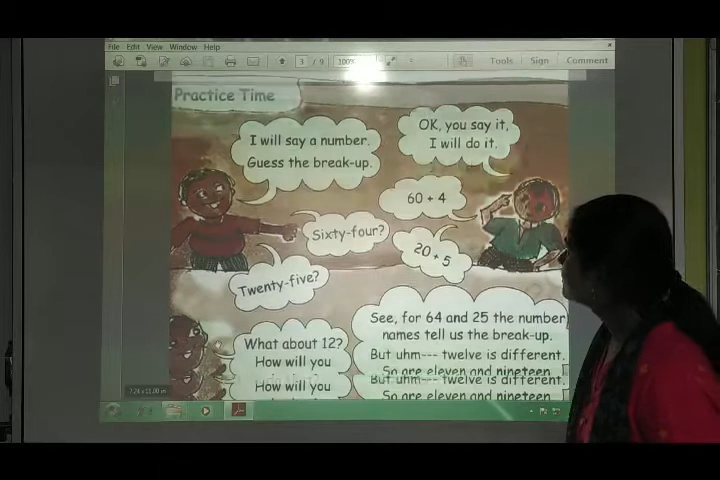 File Edit View Window Help
3 / 9 100%
Tools Sign Comment
Practice Time
I will say a number.
Guess the break-up.
OK, you say it,
I will do it.
60 + 4
Sixty-four?
20 + 5
Twenty-five?
What about 12?
How will you
How will you
See, for 64 and 25 the number
names tell us the break-up.
But uhm--- twelve is different.
So are eleven and nineteen
But uhm--- twelve is different.
So are eleven and nineteen